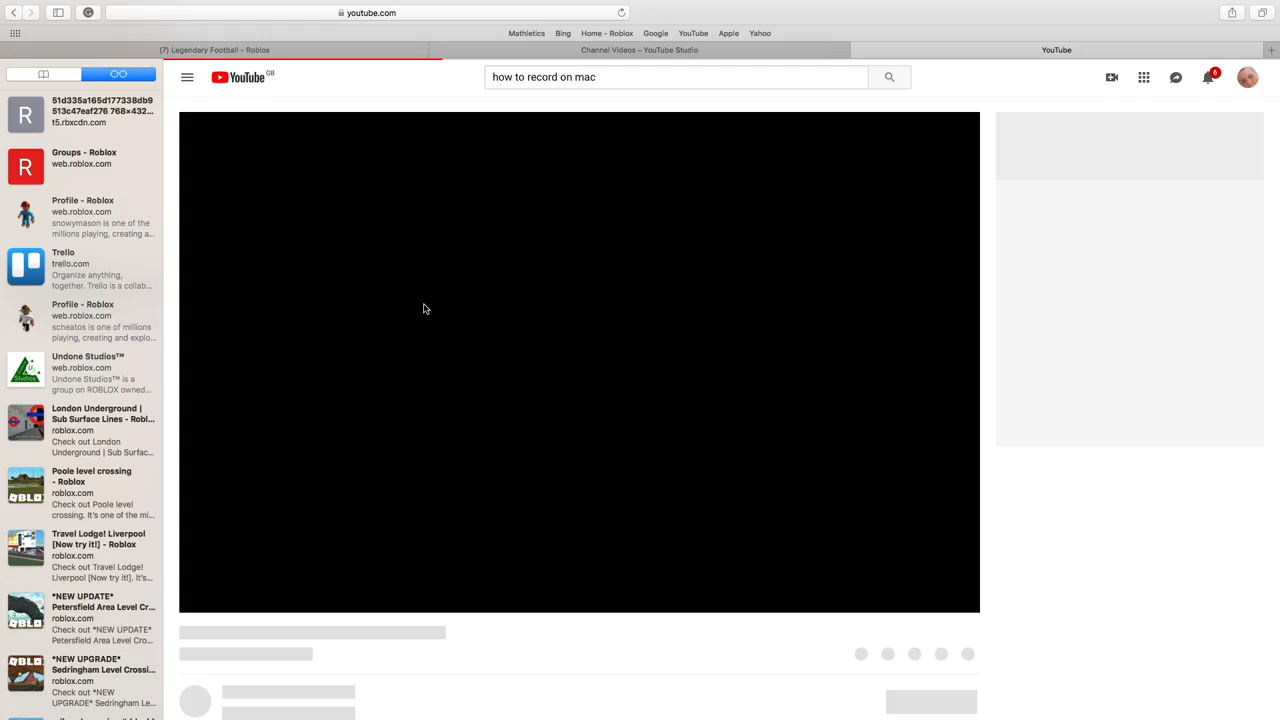 youtube.com
Mathletics Bing Home - Roblox Google YouTube Apple Yahoo
(7) Legendary Football - Roblox
Channel Videos – YouTube Studio
YouTube
YouTube GB
how to record on mac
6
R
51d335a165d177338db9
513c47eaf276 768×432...
t5.rbxcdn.com
R
Groups - Roblox
web.roblox.com
Profile - Roblox
web.roblox.com
snowymason is one of the
millions playing, creating a...
Trello
trello.com
Organize anything,
together. Trello is a collab...
Profile - Roblox
web.roblox.com
scheatos is one of millions
playing, creating and explo...
Studios
Undone Studios™
web.roblox.com
Undone Studios™ is a
group on ROBLOX owned...
London Underground |
Sub Surface Lines - Robl...
roblox.com
Check out London
Underground | Sub Surfac...
Poole level crossing
- Roblox
roblox.com
Check out Poole level
crossing. It's one of the mi...
Travel Lodge! Liverpool
[Now try it!] - Roblox
roblox.com
Check out Travel Lodge!
Liverpool [Now try it!]. It's...
*NEW UPDATE*
Petersfield Area Level Cr...
roblox.com
Check out *NEW UPDATE*
Petersfield Area Level Cro...
*NEW UPGRADE*
Sedringham Level Crossi...
roblox.com
Check out *NEW
UPGRADE* Sedringham Le...